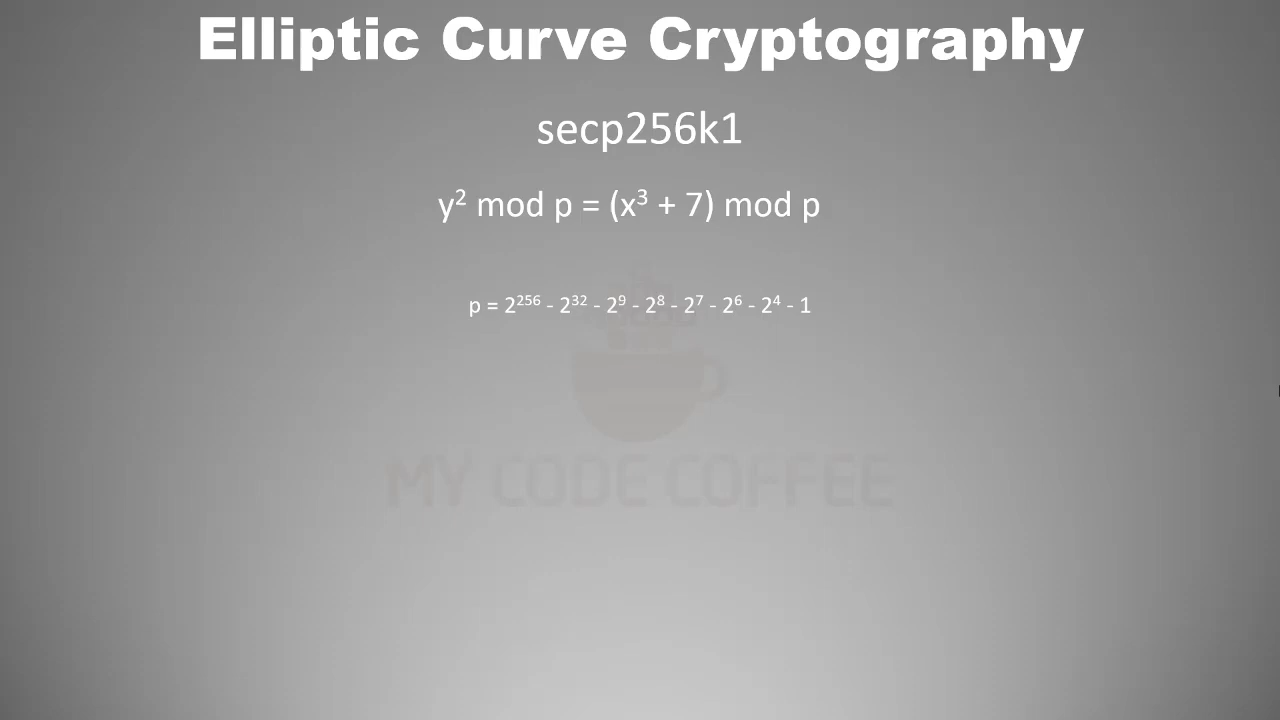 Elliptic Curve Cryptography
secp256k1
y² mod p = (x³ + 7) mod p
p = 2²⁵⁶ - 2³² - 2⁹ - 2⁸ - 2⁷ - 2⁶ - 2⁴ - 1
MY CODE COFFEE